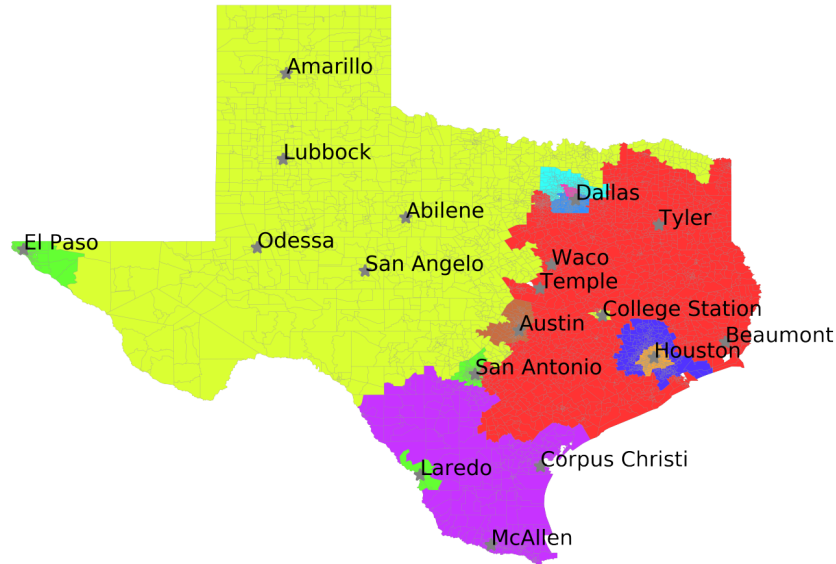 Amarillo
Lubbock
Dallas
Abilene
Tyler
El Paso
Odessa
San Angelo
Waco
Temple
College Station
Austin
Beaumont
Houston
San Antonio
Corpus Christi
Laredo
McAllen